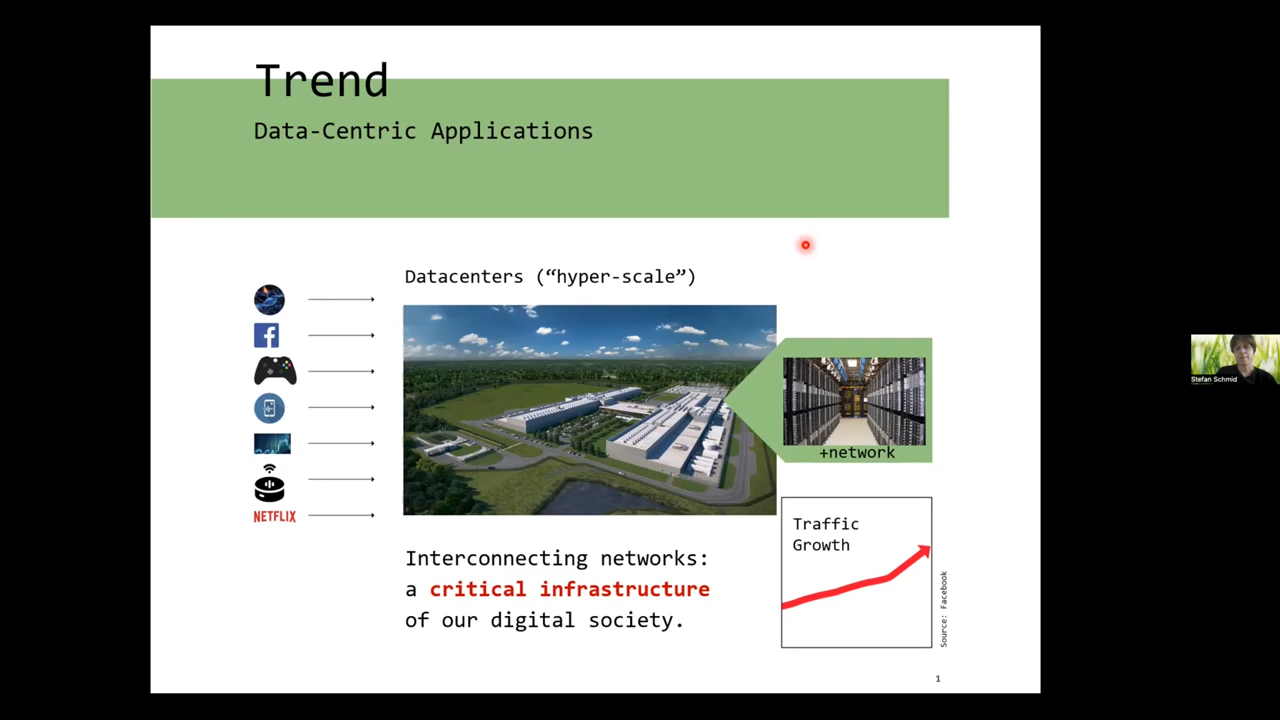 Trend
Data-Centric Applications
Datacenters (“hyper-scale”)
+network
NETFLIX
Traffic
Growth
Source: Facebook
Interconnecting networks:
a critical infrastructure
of our digital society.
1
Stefan Schmid